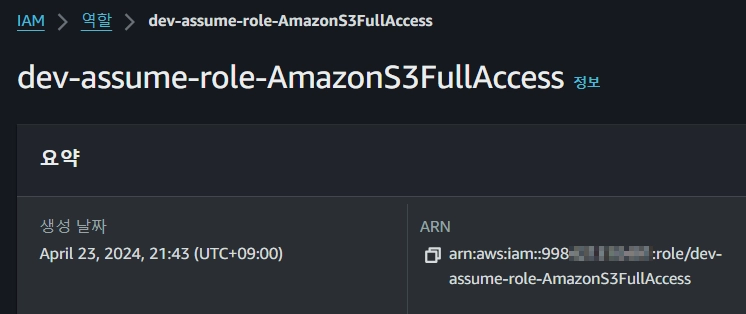 IAM > 역할 > dev-assume-role-AmazonS3FullAccess
dev-assume-role-AmazonS3FullAccess 정보
요약
생성 날짜
April 23, 2024, 21:43 (UTC+09:00)
ARN
arn:aws:iam::998 :role/dev-
assume-role-AmazonS3FullAccess